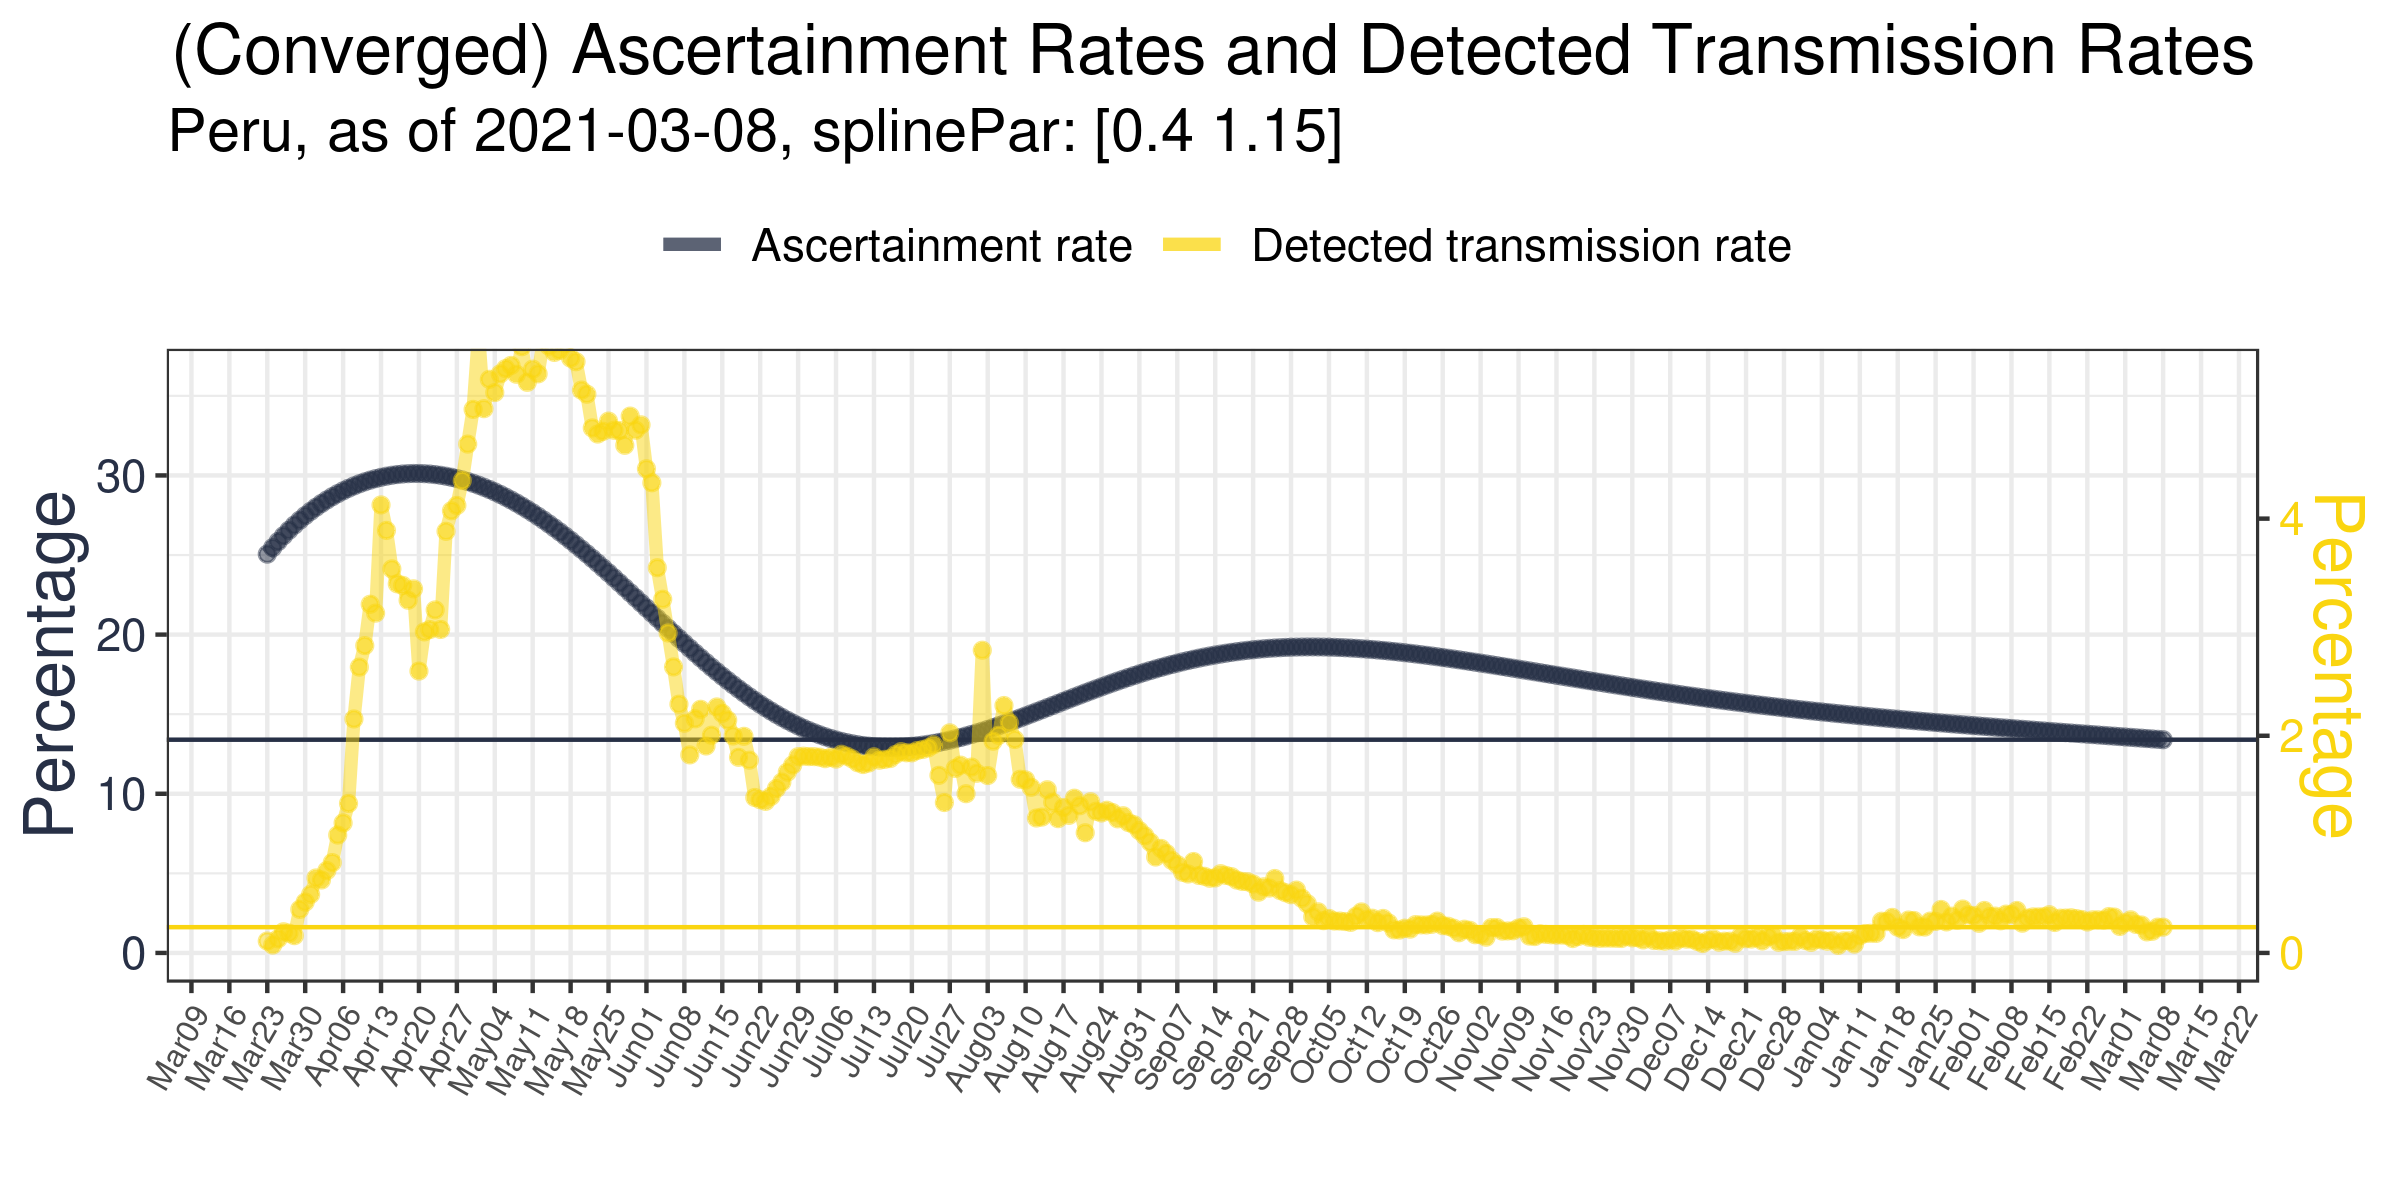 (Converged) Ascertainment Rates and Detected Transmission Rates
Peru, as of 2021-03-08, splinePar: [0.4 1.15]
Ascertainment rate Detected transmission rate
Percentage
30
20
10
0
4
2
0
Percentage
Mar09 Mar16 Mar23 Mar30 Apr06 Apr13 Apr20 Apr27 May04 May11 May18 May25 Jun01 Jun08 Jun15 Jun22 Jun29 Jul06 Jul13 Jul20 Jul27 Aug03 Aug10 Aug17 Aug24 Aug31 Sep07 Sep14 Sep21 Sep28 Oct05 Oct12 Oct19 Oct26 Nov02 Nov09 Nov16 Nov23 Nov30 Dec07 Dec14 Dec21 Dec28 Jan04 Jan11 Jan18 Jan25 Feb01 Feb08 Feb15 Feb22 Mar01 Mar08 Mar15 Mar22